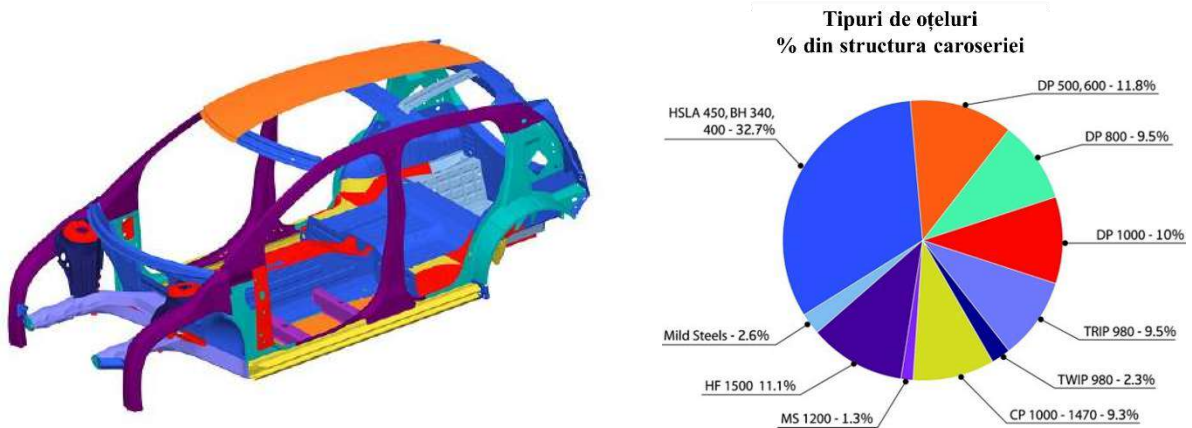 Tipuri de oțeluri
% din structura caroseriei
DP 500, 600 - 11.8%
HSLA 450, BH 340,
400 - 32.7%
DP 800 - 9.5%
DP 1000 - 10%
TRIP 980 - 9.5%
Mild Steels - 2.6%
TWIP 980 - 2.3%
HF 1500 11.1%
MS 1200 - 1.3%
CP 1000 - 1470 - 9.3%